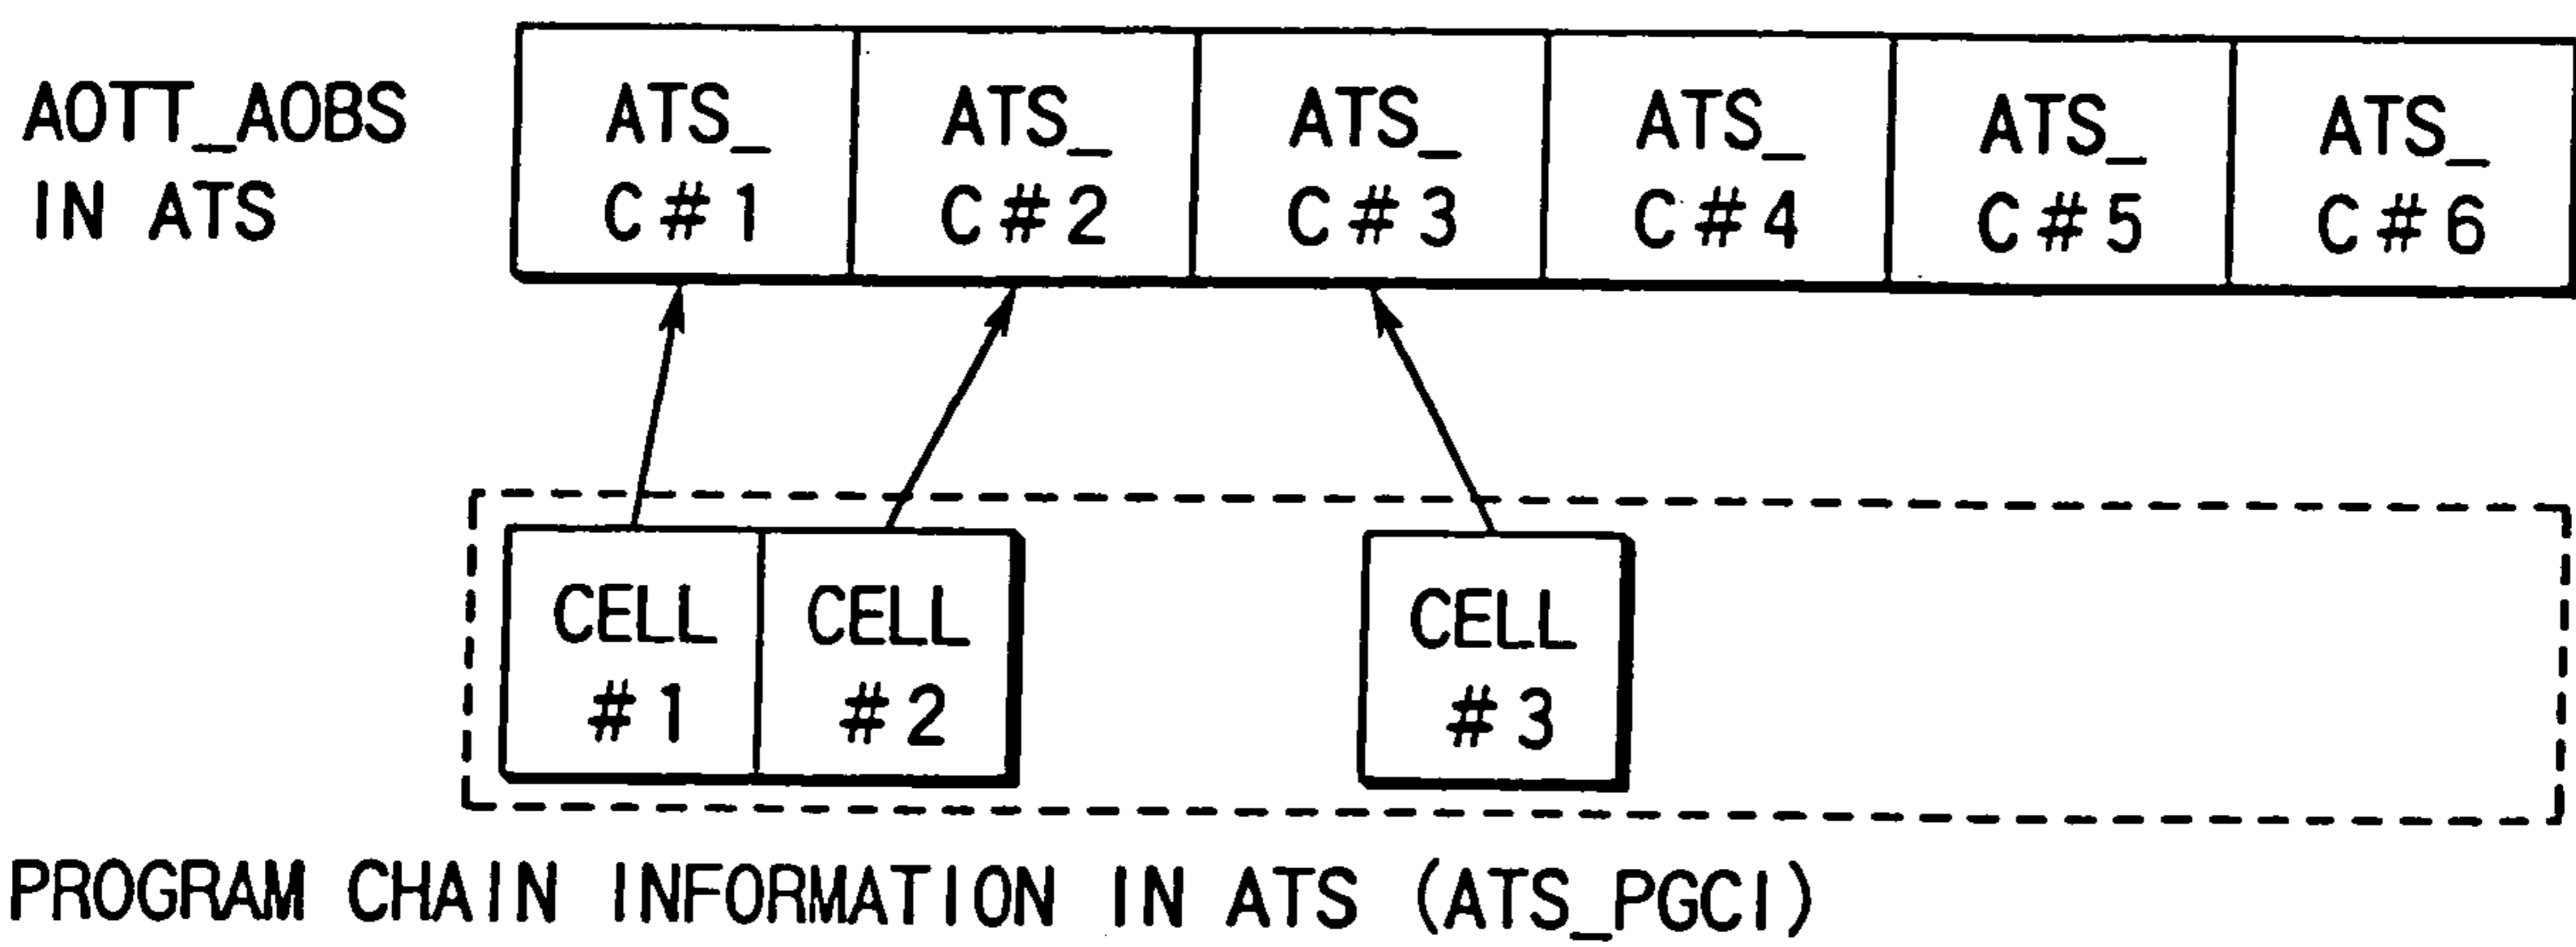 AOTT_AOBS
IN ATS
ATS_ ATS_ ATS_ ATS_ ATS_ ATS_
C#1 C#2 C#3 C#4 C#5 C#6
CELL CELL CELL
#1 #2 #3
PROGRAM CHAIN INFORMATION IN ATS (ATS_PGCI)